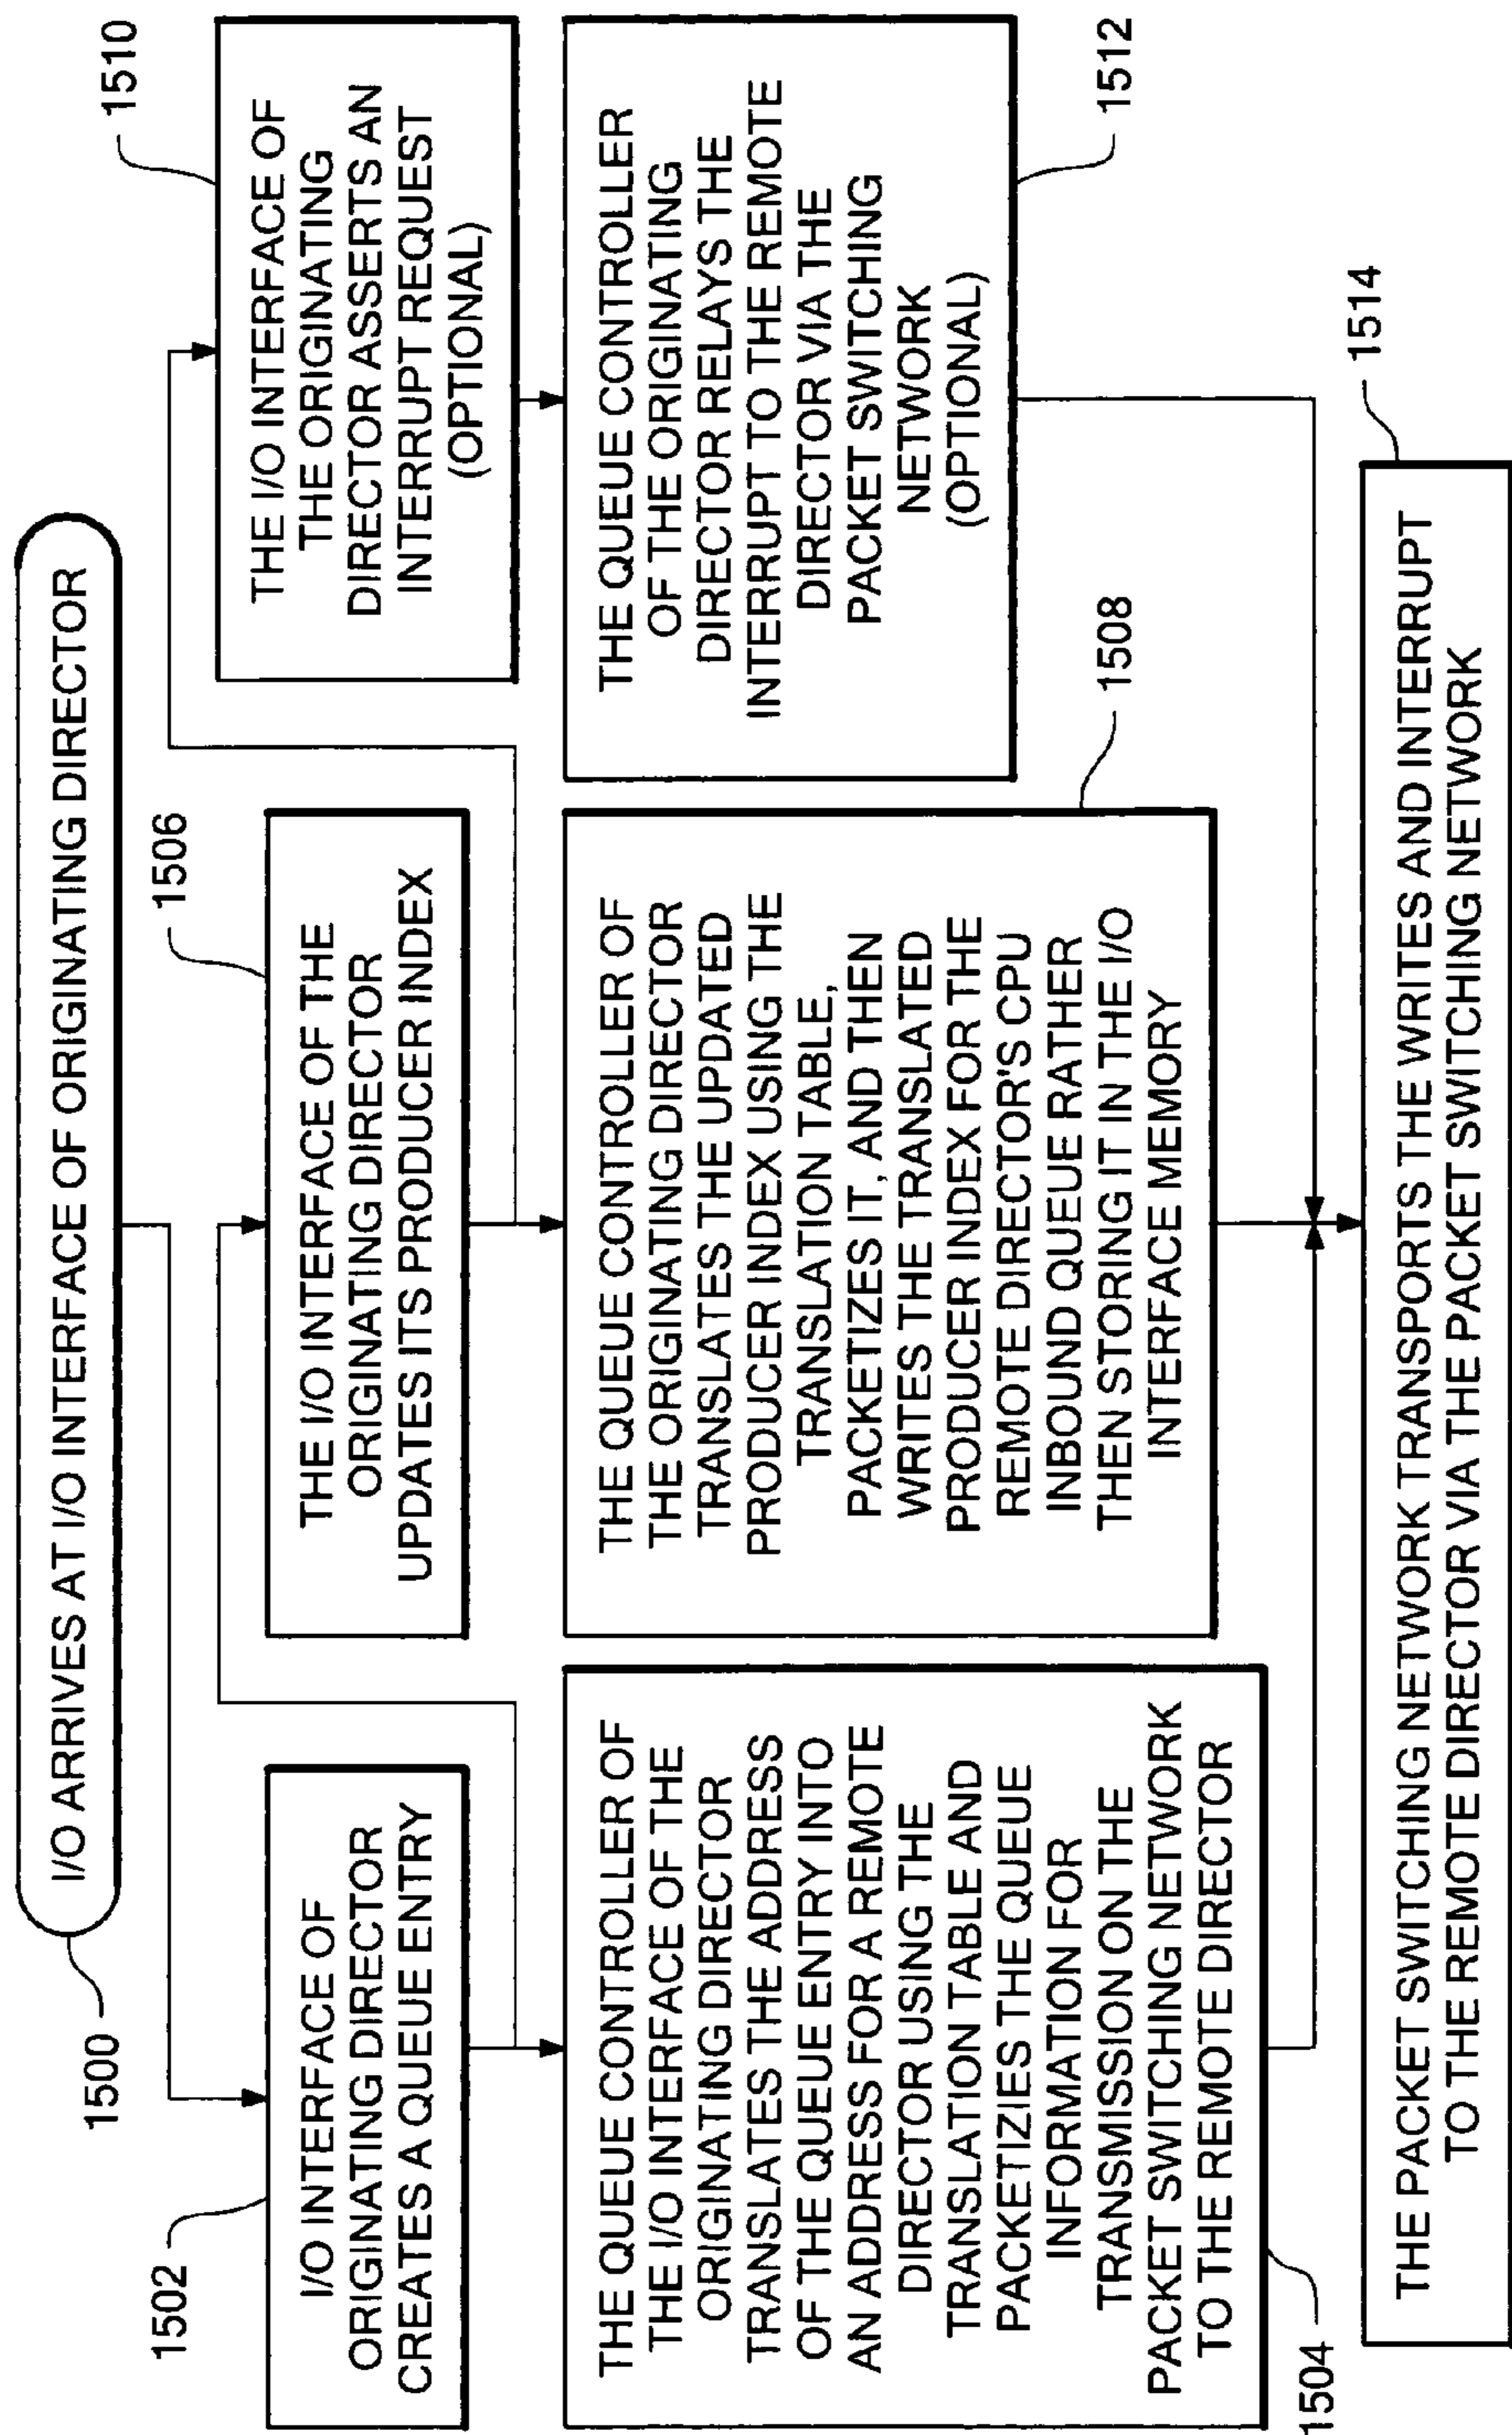 I/O ARRIVES AT I/O INTERFACE OF ORIGINATING DIRECTOR
1500
1502
I/O INTERFACE OF
ORIGINATING DIRECTOR
CREATES A QUEUE ENTRY
THE QUEUE CONTROLLER OF
THE I/O INTERFACE OF THE
ORIGINATING DIRECTOR
TRANSLATES THE ADDRESS
OF THE QUEUE ENTRY INTO
AN ADDRESS FOR A REMOTE
DIRECTOR USING THE
TRANSLATION TABLE AND
PACKETIZIES THE QUEUE
INFORMATION FOR
TRANSMISSION ON THE
PACKET SWITCHING NETWORK
TO THE REMOTE DIRECTOR
1504
1506
THE I/O INTERFACE OF THE
ORIGINATING DIRECTOR
UPDATES ITS PRODUCER INDEX
THE QUEUE CONTROLLER OF
THE ORIGINATING DIRECTOR
TRANSLATES THE UPDATED
PRODUCER INDEX USING THE
TRANSLATION TABLE,
PACKETIZES IT, AND THEN
WRITES THE TRANSLATED
PRODUCER INDEX FOR THE
REMOTE DIRECTOR'S CPU
INBOUND QUEUE RATHER
THEN STORING IT IN THE I/O
INTERFACE MEMORY
1508
1510
THE I/O INTERFACE OF
THE ORIGINATING
DIRECTOR ASSERTS AN
INTERRUPT REQUEST
(OPTIONAL)
THE QUEUE CONTROLLER
OF THE ORIGINATING
DIRECTOR RELAYS THE
INTERRUPT TO THE REMOTE
DIRECTOR VIA THE
PACKET SWITCHING
NETWORK
(OPTIONAL)
1512
1514
THE PACKET SWITCHING NETWORK TRANSPORTS THE WRITES AND INTERRUPT
TO THE REMOTE DIRECTOR VIA THE PACKET SWITCHING NETWORK